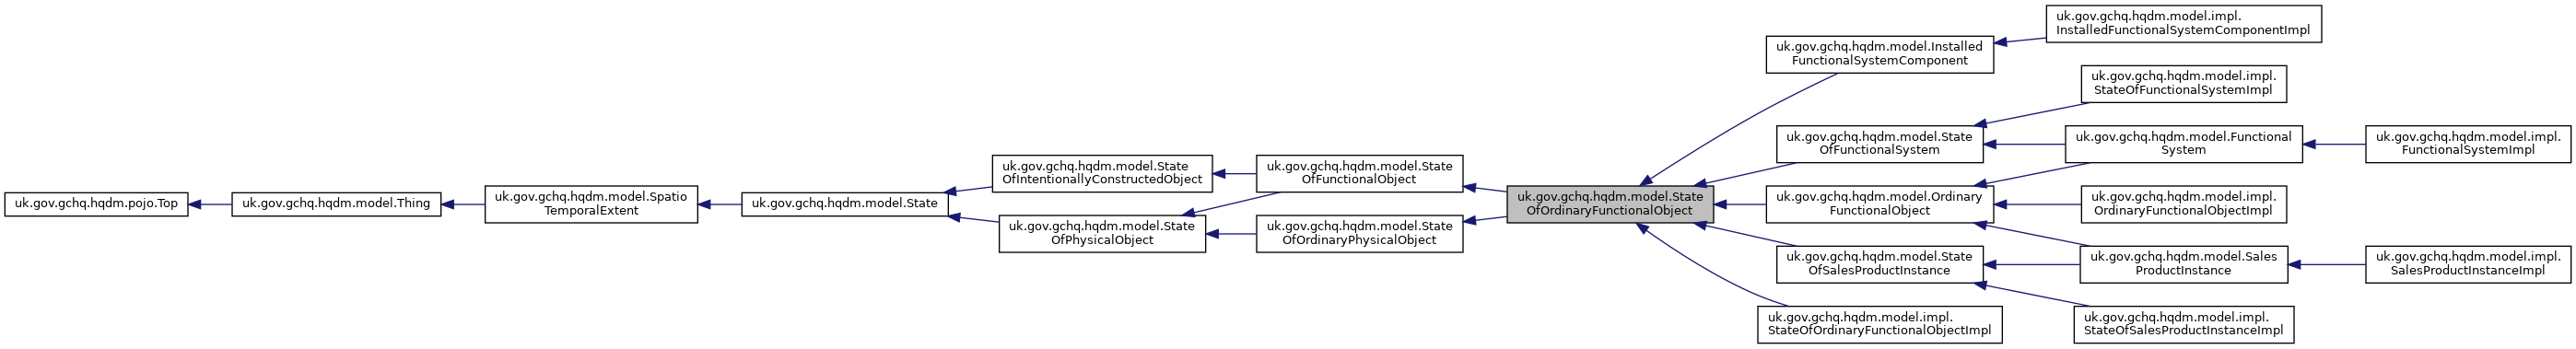 uk.gov.gchq.hqdm.pojo.Top
uk.gov.gchq.hqdm.model.Thing
uk.gov.gchq.hqdm.model.Spatio
TemporalExtent
uk.gov.gchq.hqdm.model.State
uk.gov.gchq.hqdm.model.State
OfIntentionallyConstructedObject
uk.gov.gchq.hqdm.model.State
OfPhysicalObject
uk.gov.gchq.hqdm.model.State
OfFunctionalObject
uk.gov.gchq.hqdm.model.State
OfOrdinaryPhysicalObject
uk.gov.gchq.hqdm.model.State
OfOrdinaryFunctionalObject
uk.gov.gchq.hqdm.model.Installed
FunctionalSystemComponent
uk.gov.gchq.hqdm.model.impl.
InstalledFunctionalSystemComponentImpl
uk.gov.gchq.hqdm.model.State
OfFunctionalSystem
uk.gov.gchq.hqdm.model.impl.
StateOfFunctionalSystemImpl
uk.gov.gchq.hqdm.model.Functional
System
uk.gov.gchq.hqdm.model.impl.
FunctionalSystemImpl
uk.gov.gchq.hqdm.model.Ordinary
FunctionalObject
uk.gov.gchq.hqdm.model.impl.
OrdinaryFunctionalObjectImpl
uk.gov.gchq.hqdm.model.State
OfSalesProductInstance
uk.gov.gchq.hqdm.model.Sales
ProductInstance
uk.gov.gchq.hqdm.model.impl.
SalesProductInstanceImpl
uk.gov.gchq.hqdm.model.impl.
StateOfOrdinaryFunctionalObjectImpl
uk.gov.gchq.hqdm.model.impl.
StateOfSalesProductInstanceImpl